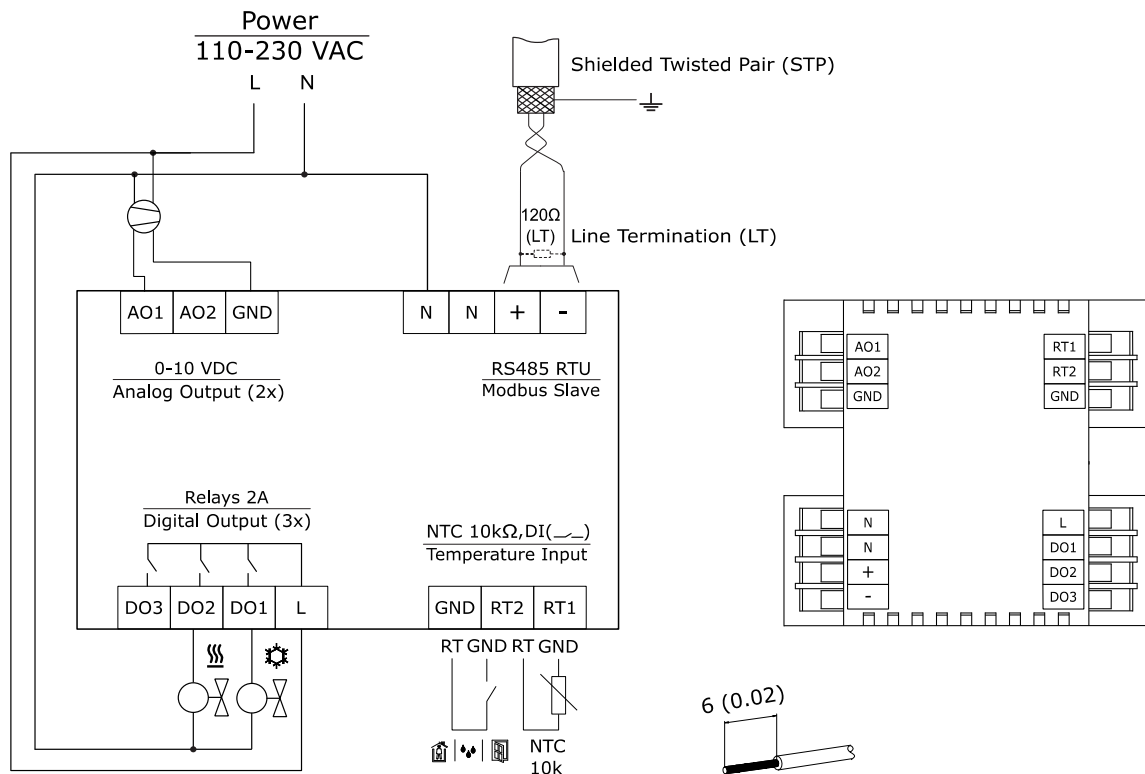 Power
110-230 VAC
L N
Shielded Twisted Pair (STP)
120Ω
(LT)
Line Termination (LT)
AO1 AO2 GND
N N + -
0-10 VDC
Analog Output (2x)
RS485 RTU
Modbus Slave
Relays 2A
Digital Output (3x)
NTC 10kΩ,DI( )
Temperature Input
DO3 DO2 DO1 L
GND RT2 RT1
RT GND RT GND
NTC
10k
AO1
AO2
GND
RT1
RT2
GND
N
N
+
-
L
DO1
DO2
DO3
6 (0.02)